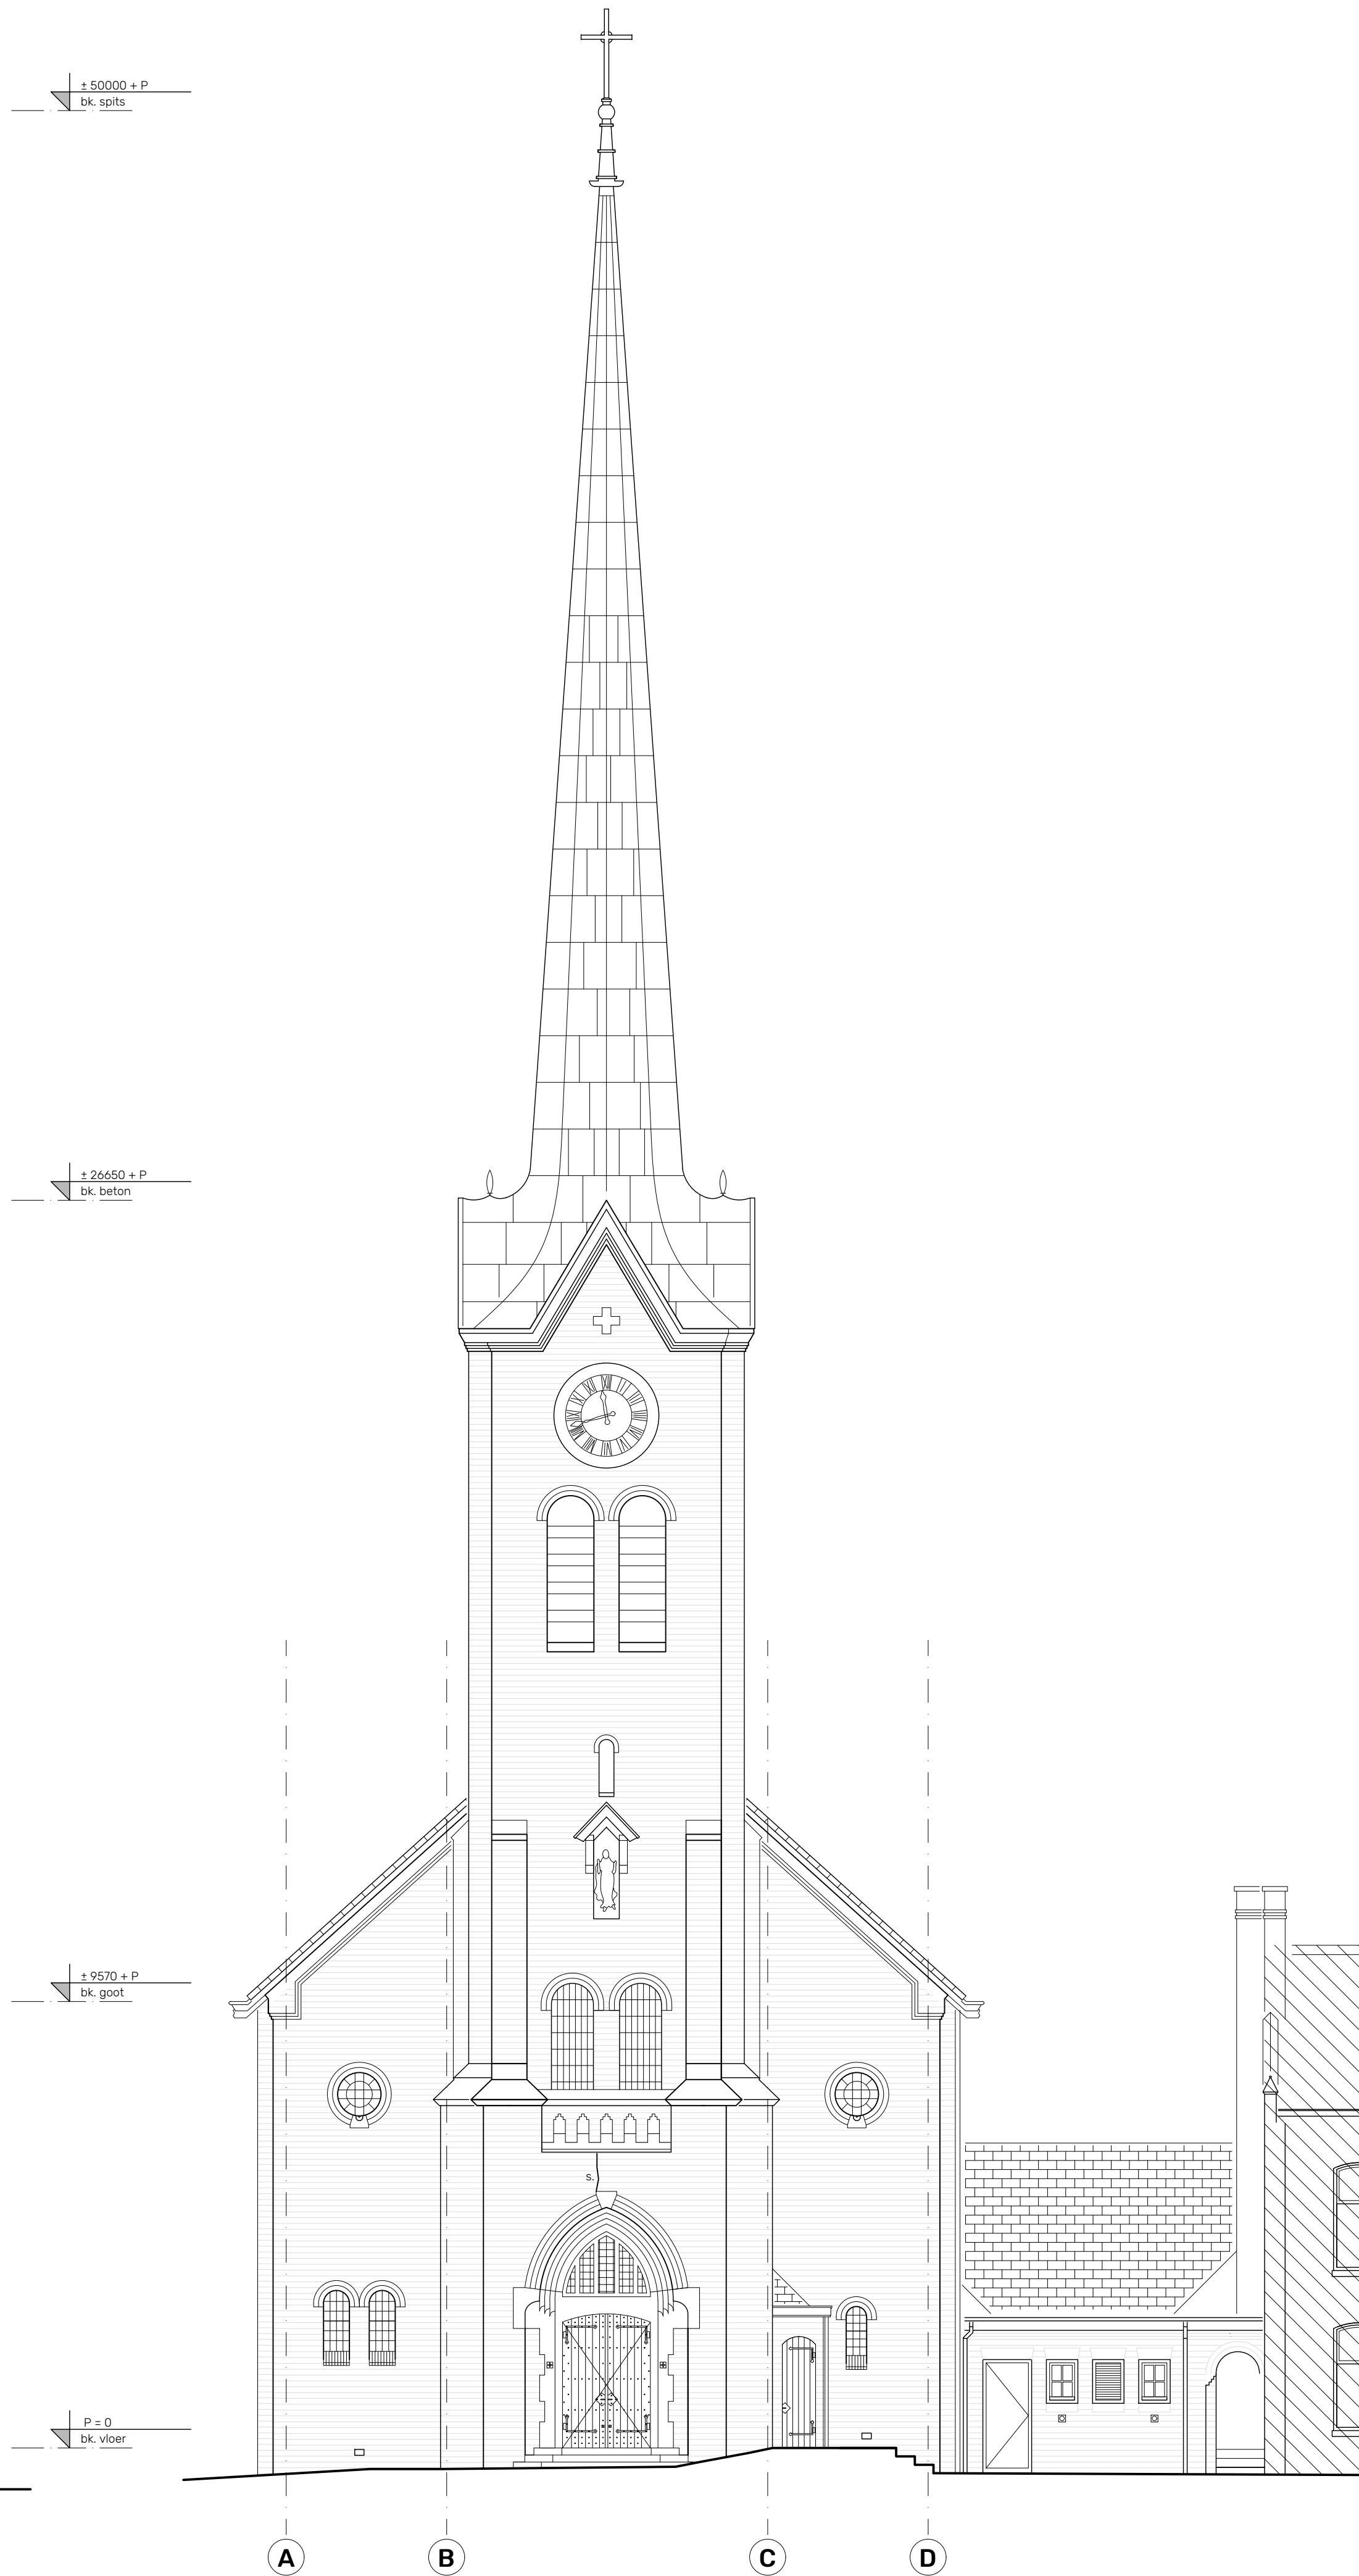 ± 50000 + P
bk. spits
± 26650 + P
bk. beton
± 9570 + P
bk. goot
s.
P = 0
bk. vloer
A B C D